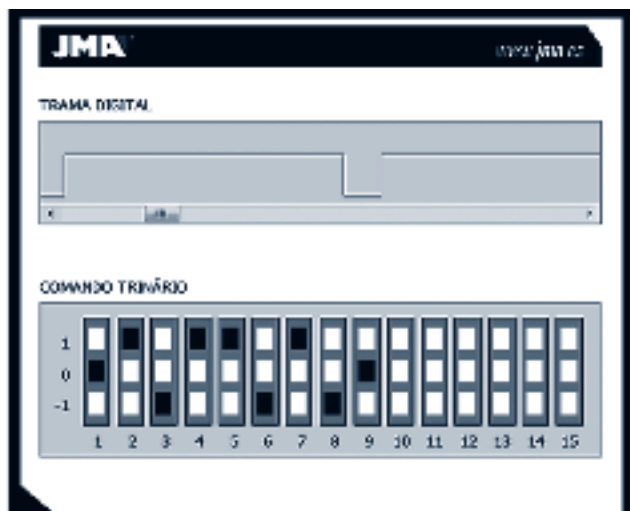 JMA
www.jma.es
TRAMA DIGITAL
COMANDO TRINÁRIO
1
0
-1
1 2 3 4 5 6 7 8 9 10 11 12 13 14 15